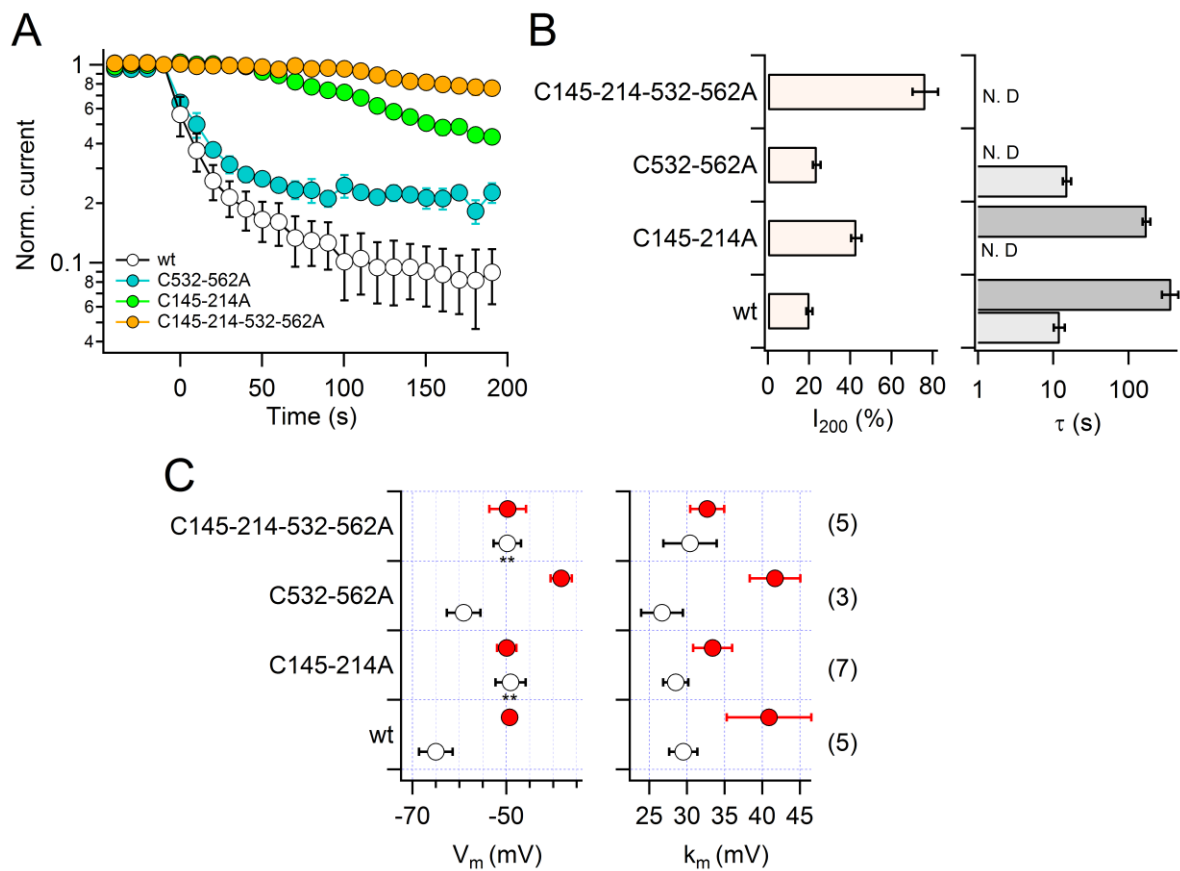 A
Norm. current
1
8
6
4
2
0.1
8
6
4
wt
C532-562A
C145-214A
C145-214-532-562A
0 50 100 150 200
Time (s)
B
C145-214-532-562A
C532-562A
C145-214A
wt
0 20 40 60 80
I200 (%)
N. D
N. D
N. D
1 10 100
τ (s)
C
C145-214-532-562A
C532-562A
C145-214A
wt
**
**
-70 -50
Vm (mV)
(5)
(3)
(7)
(5)
25 30 35 40 45
km (mV)